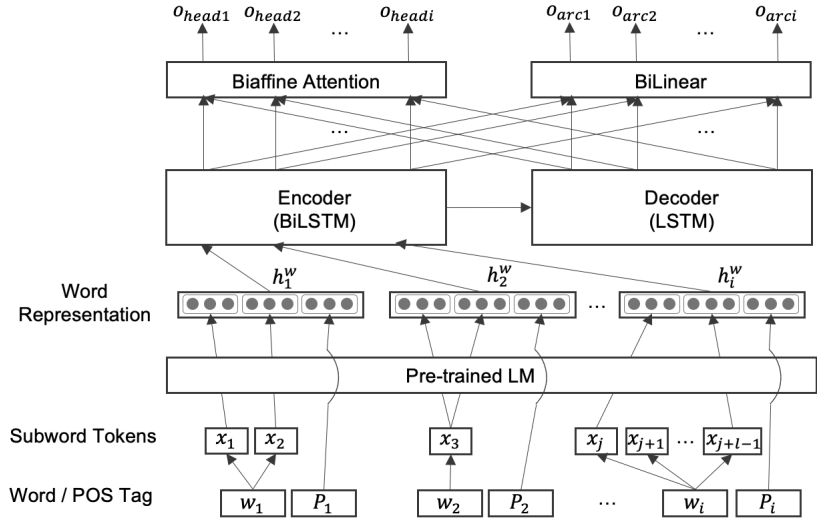 o_head1 o_head2 … o_headi o_arc1 o_arc2 … o_arci
Biaffine Attention BiLinear
… …
Encoder Decoder
(BiLSTM) (LSTM)
h_1^w h_2^w h_i^w
Word
Representation
…
Pre-trained LM
Subword Tokens x_1 x_2 x_3 x_j x_{j+1} … x_{j+l−1}
Word / POS Tag w_1 P_1 w_2 P_2 … w_i P_i